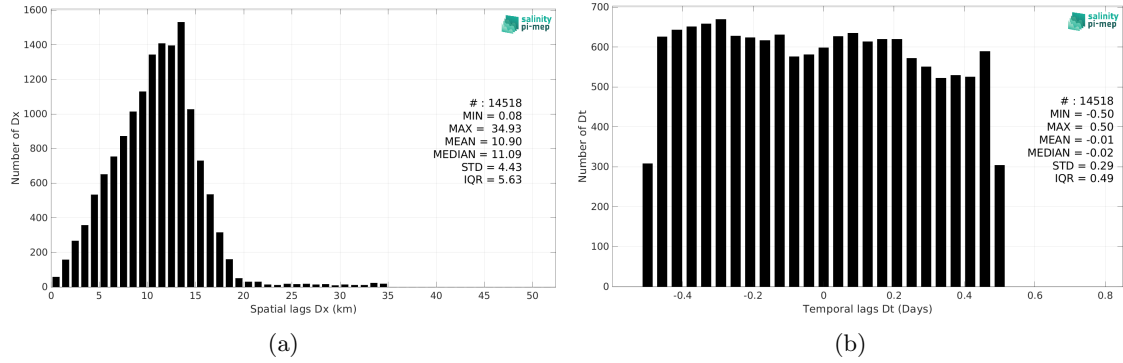 1600
1400
1200
1000
800
600
400
200
0
Number of Dx
salinity
pi-mep
# : 14518
MIN = 0.08
MAX = 34.93
MEAN = 10.90
MEDIAN = 11.09
STD = 4.43
IQR = 5.63
0 5 10 15 20 25 30 35 40 45 50
Spatial lags Dx (km)
(a)
700
600
500
400
300
200
100
0
Number of Dt
salinity
pi-mep
# : 14518
MIN = -0.50
MAX = 0.50
MEAN = -0.01
MEDIAN = -0.02
STD = 0.29
IQR = 0.49
-0.4 -0.2 0 0.2 0.4 0.6 0.8
Temporal lags Dt (Days)
(b)